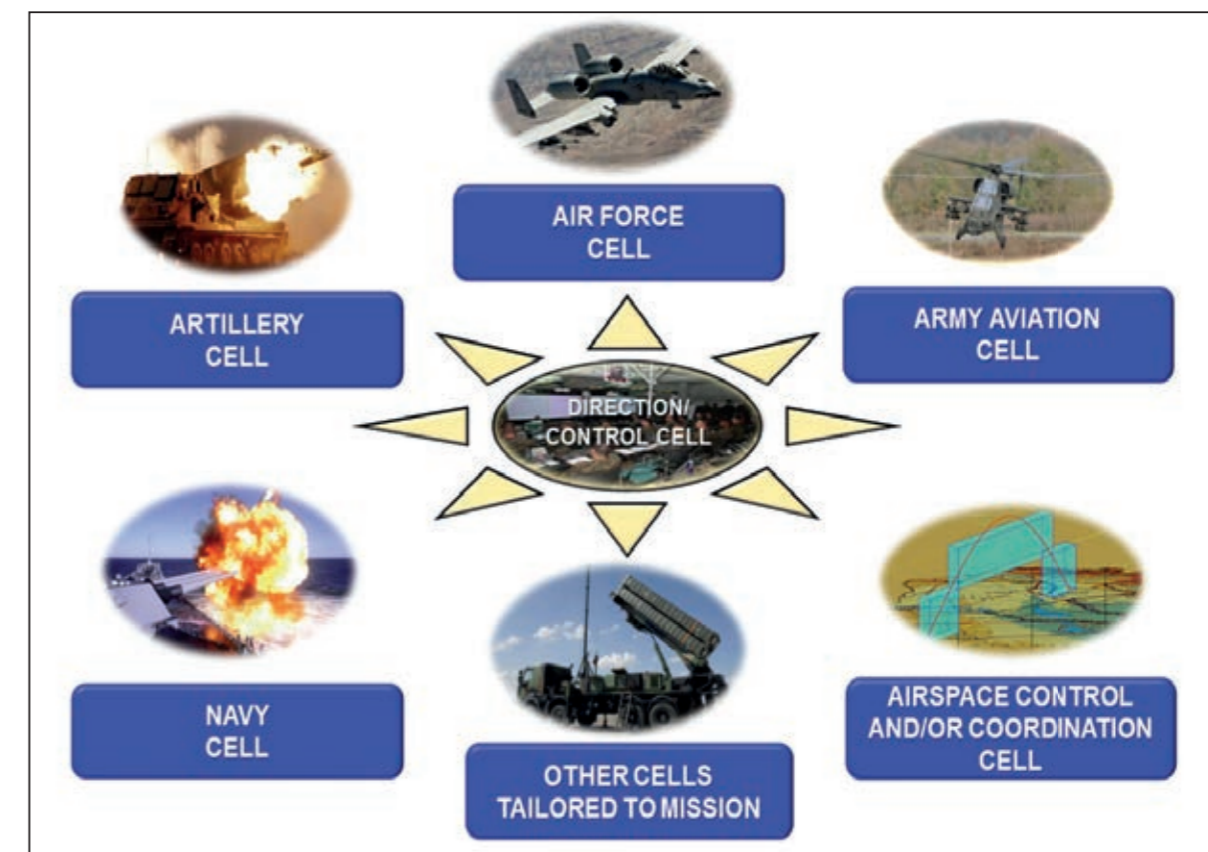 AIR FORCE
CELL
ARTILLERY
CELL
ARMY AVIATION
CELL
DIRECTION/
CONTROL CELL
NAVY
CELL
AIRSPACE CONTROL
AND/OR COORDINATION
CELL
OTHER CELLS
TAILORED TO MISSION